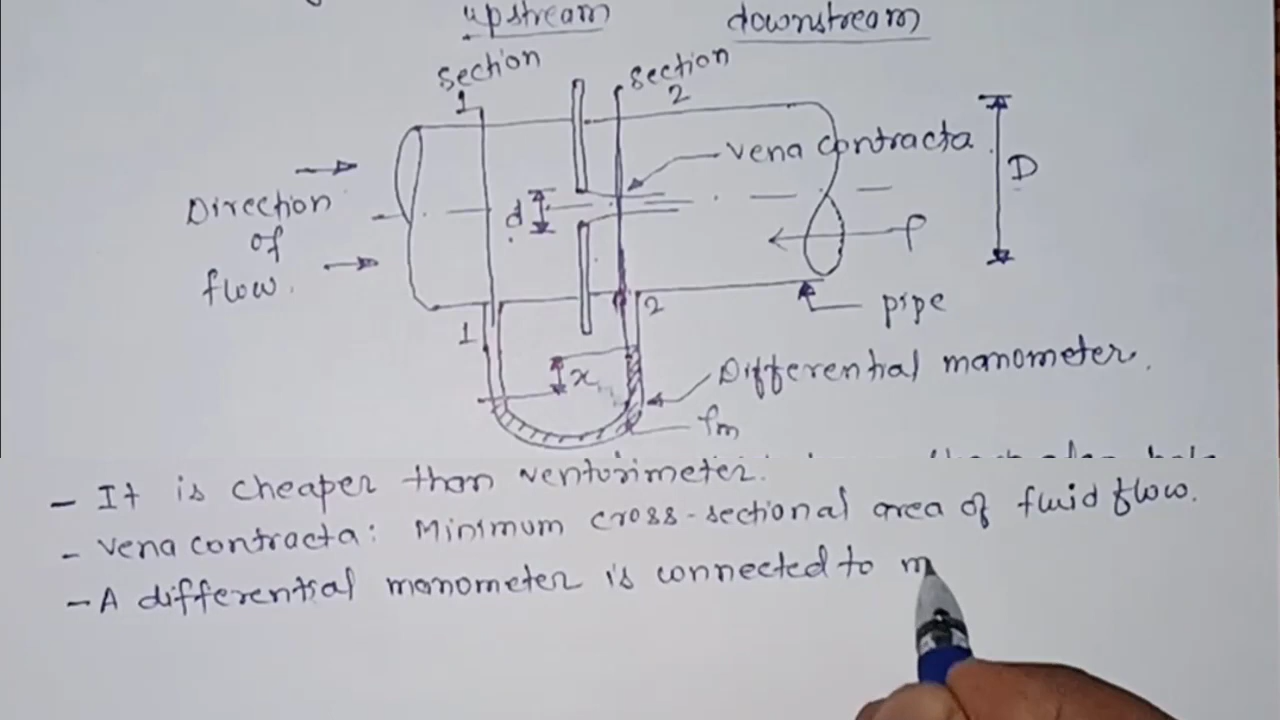 upstream downstream
section section
1 2
vena contracta
D
Direction
of
flow.
d
ρ
1 2
pipe
x
Differential manometer.
ρm
- It is cheaper than venturimeter.
- vena contracta: Minimum cross-sectional area of fluid flow.
- A differential manometer is connected to m